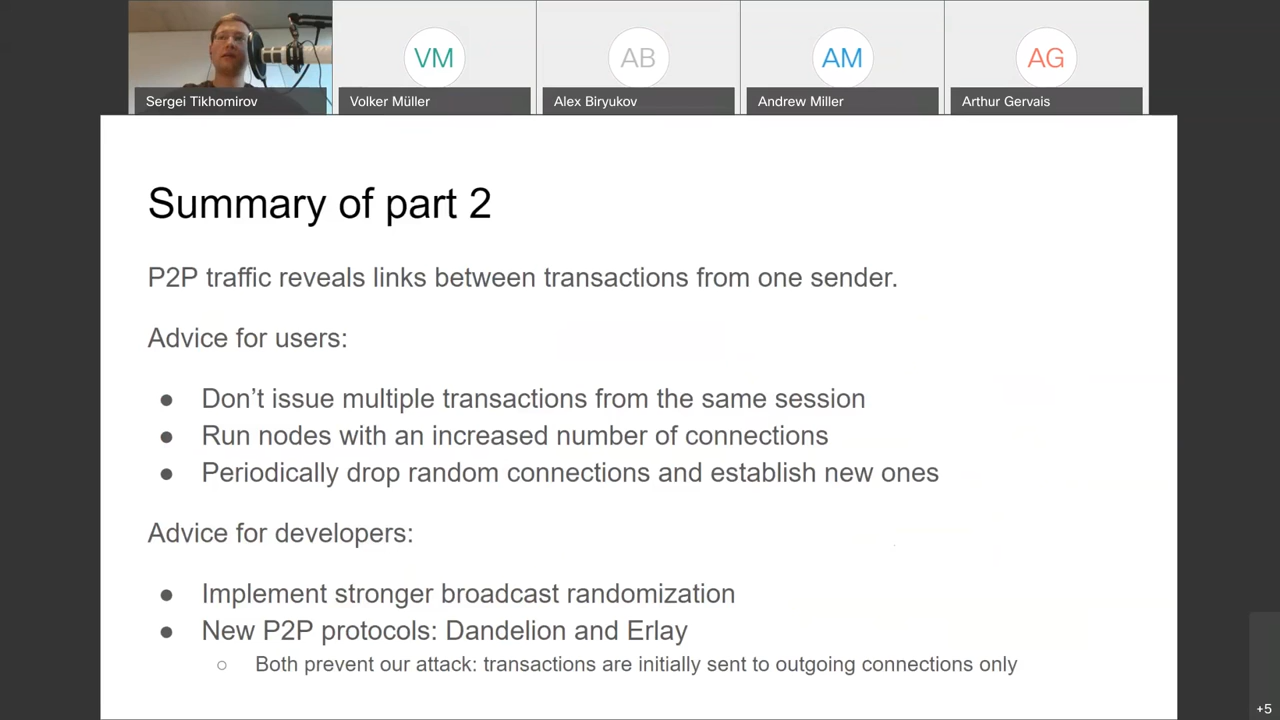 VM
AB
AM
AG
Sergei Tikhomirov
Volker Müller
Alex Biryukov
Andrew Miller
Arthur Gervais
Summary of part 2
P2P traffic reveals links between transactions from one sender.
Advice for users:
● Don’t issue multiple transactions from the same session
● Run nodes with an increased number of connections
● Periodically drop random connections and establish new ones
Advice for developers:
● Implement stronger broadcast randomization
● New P2P protocols: Dandelion and Erlay
○ Both prevent our attack: transactions are initially sent to outgoing connections only
+5